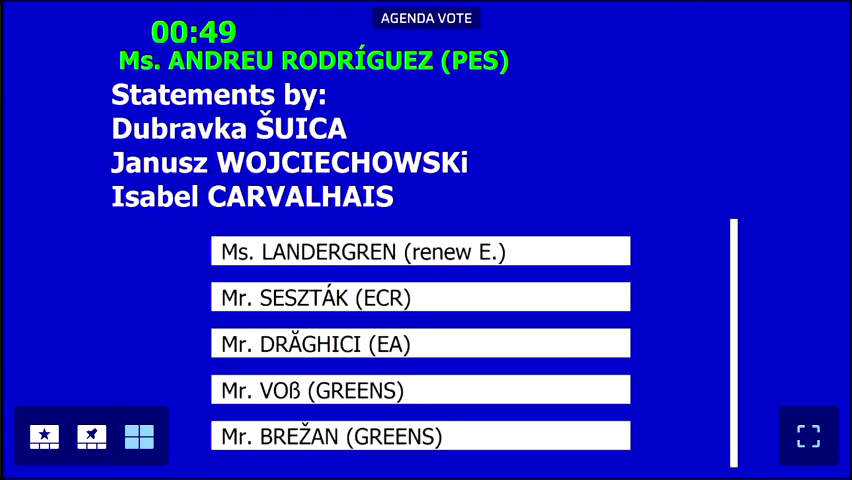 AGENDA VOTE
00:49
Ms. ANDREU RODRÍGUEZ (PES)
Statements by:
Dubravka ŠUICA
Janusz WOJCIECHOWSKi
Isabel CARVALHAIS
Ms. LANDERGREN (renew E.)
Mr. SESZTÁK (ECR)
Mr. DRĂGHICI (EA)
Mr. VOß (GREENS)
Mr. BREŽAN (GREENS)